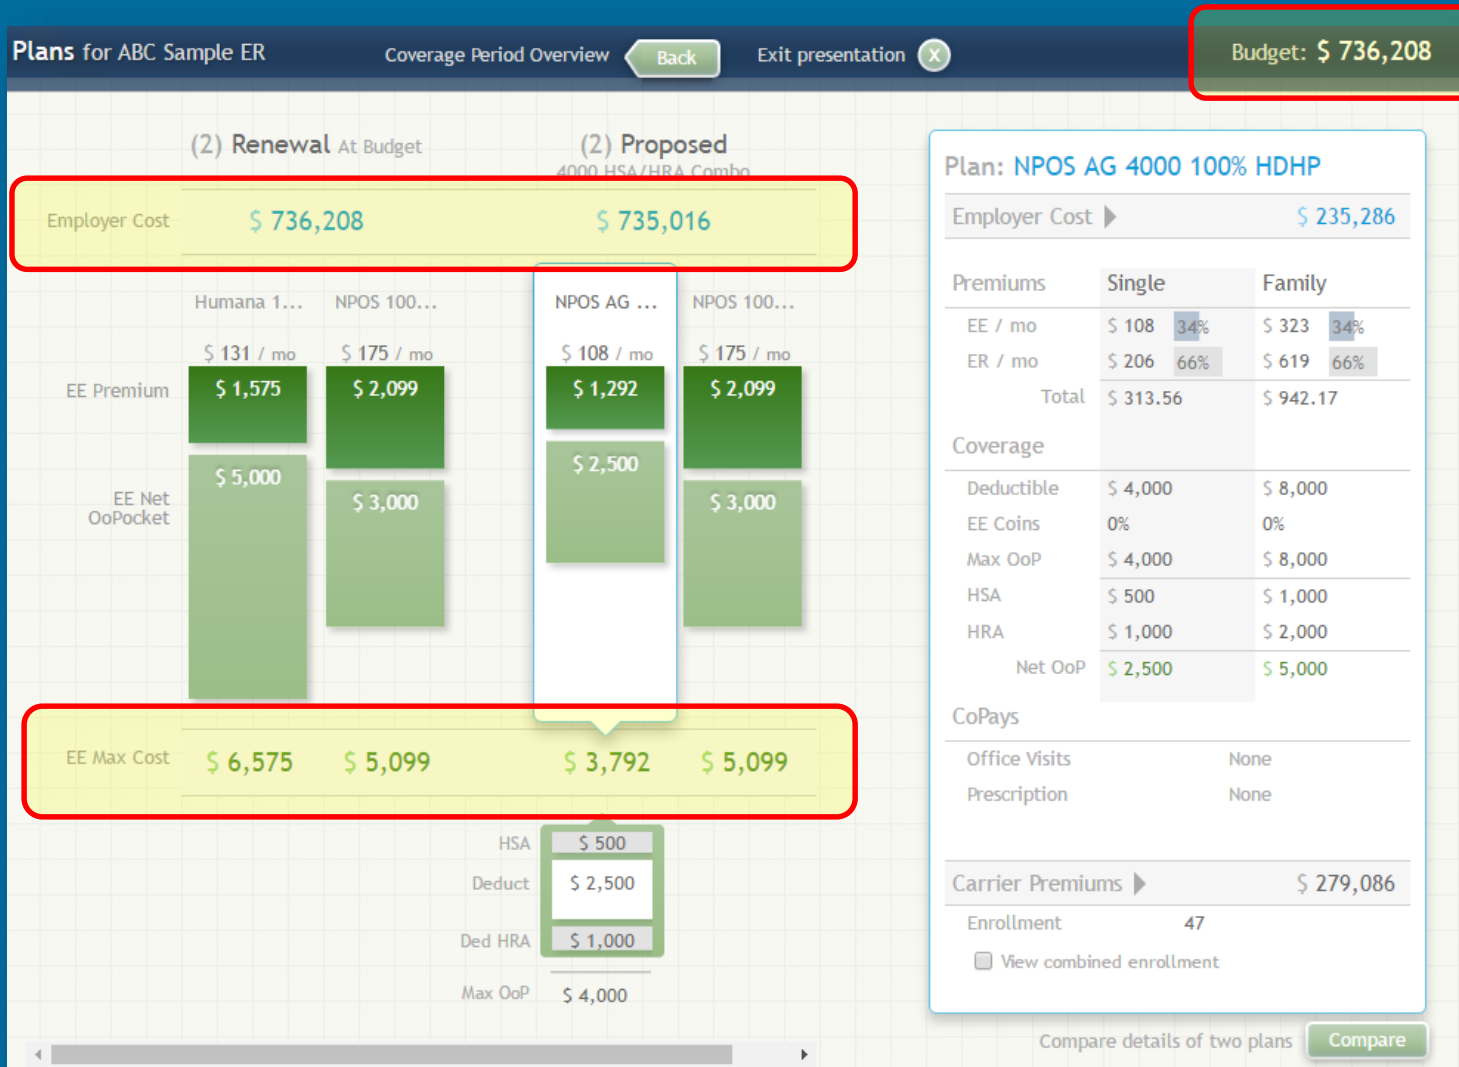 Plans for ABC Sample ER
Coverage Period Overview
Back
Exit presentation
X
Budget: $ 736,208
(2) Renewal At Budget
(2) Proposed
4000 HSA/HRA Combo
Employer Cost $ 736,208 $ 735,016
Humana 1... NPOS 100... NPOS AG ... NPOS 100...
$ 131 / mo $ 175 / mo $ 108 / mo $ 175 / mo
EE Premium $ 1,575 $ 2,099 $ 1,292 $ 2,099
EE Net
OoPocket
$ 5,000 $ 3,000 $ 2,500 $ 3,000
EE Max Cost $ 6,575 $ 5,099 $ 3,792 $ 5,099
HSA $ 500
Deduct $ 2,500
Ded HRA $ 1,000
Max OoP $ 4,000
Plan: NPOS AG 4000 100% HDHP
Employer Cost $ 235,286
Premiums Single Family
EE / mo $ 108 34% $ 323 34%
ER / mo $ 206 66% $ 619 66%
Total $ 313.56 $ 942.17
Coverage
Deductible $ 4,000 $ 8,000
EE Coins 0% 0%
Max OoP $ 4,000 $ 8,000
HSA $ 500 $ 1,000
HRA $ 1,000 $ 2,000
Net OoP $ 2,500 $ 5,000
CoPays
Office Visits None
Prescription None
Carrier Premiums $ 279,086
Enrollment 47
View combined enrollment
Compare details of two plans Compare